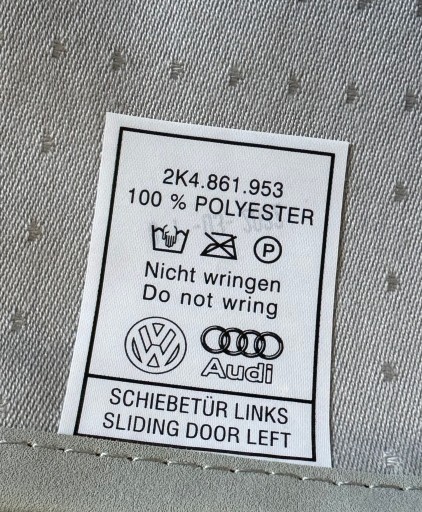 2K4.861.953
100 % POLYESTER
P
Nicht wringen
Do not wring
Audi
SCHIEBETÜR LINKS
SLIDING DOOR LEFT